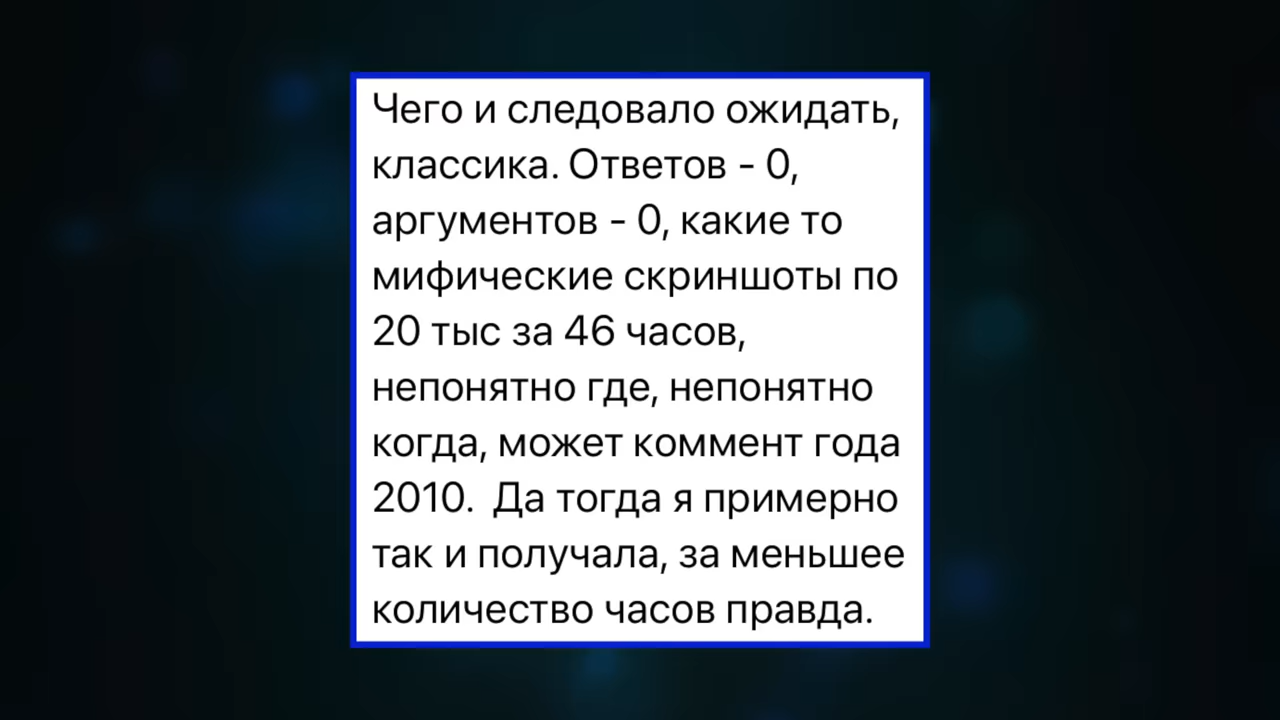 Чего и следовало ожидать,
классика. Ответов - 0,
аргументов - 0, какие то
мифические скриншоты по
20 тыс за 46 часов,
непонятно где, непонятно
когда, может коммент года
2010.  Да тогда я примерно
так и получала, за меньшее
количество часов правда.